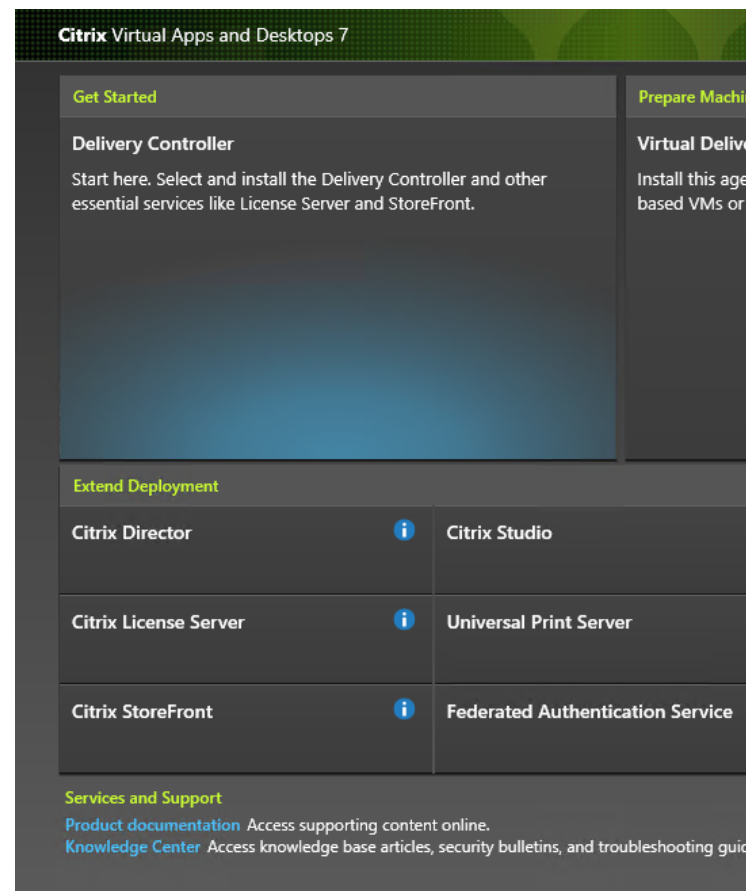 Citrix Virtual Apps and Desktops 7
Get Started
Delivery Controller
Start here. Select and install the Delivery Controller and other
essential services like License Server and StoreFront.
Prepare Machi
Virtual Delive
Install this age
based VMs or
Extend Deployment
Citrix Director
Citrix Studio
Citrix License Server
Universal Print Server
Citrix StoreFront
Federated Authentication Service
Services and Support
Product documentation Access supporting content online.
Knowledge Center Access knowledge base articles, security bulletins, and troubleshooting guid